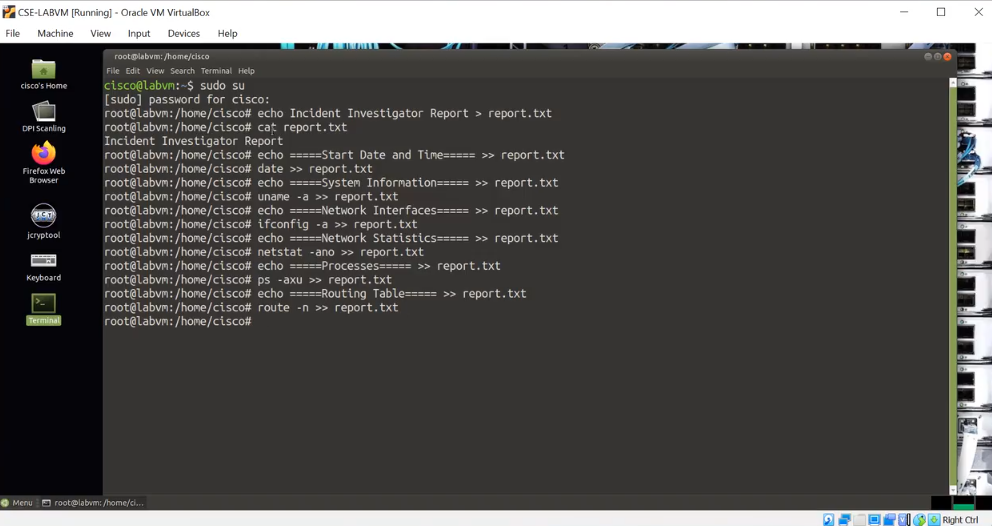 CSE-LABVM [Running] - Oracle VM VirtualBox
File Machine View Input Devices Help
root@labvm: /home/cisco
File Edit View Search Terminal Help
cisco's Home
DPI Scanning
Firefox Web
Browser
jcryptool
Keyboard
Terminal
cisco@labvm:~$ sudo su
[sudo] password for cisco:
root@labvm:/home/cisco# echo Incident Investigator Report > report.txt
root@labvm:/home/cisco# cat report.txt
Incident Investigator Report
root@labvm:/home/cisco# echo =====Start Date and Time===== >> report.txt
root@labvm:/home/cisco# date >> report.txt
root@labvm:/home/cisco# echo =====System Information===== >> report.txt
root@labvm:/home/cisco# uname -a >> report.txt
root@labvm:/home/cisco# echo =====Network Interfaces===== >> report.txt
root@labvm:/home/cisco# ifconfig -a >> report.txt
root@labvm:/home/cisco# echo =====Network Statistics===== >> report.txt
root@labvm:/home/cisco# netstat -ano >> report.txt
root@labvm:/home/cisco# echo =====Processes===== >> report.txt
root@labvm:/home/cisco# ps -axu >> report.txt
root@labvm:/home/cisco# echo =====Routing Table===== >> report.txt
root@labvm:/home/cisco# route -n >> report.txt
root@labvm:/home/cisco#
Menu root@labvm: /home/ci...
Right Ctrl